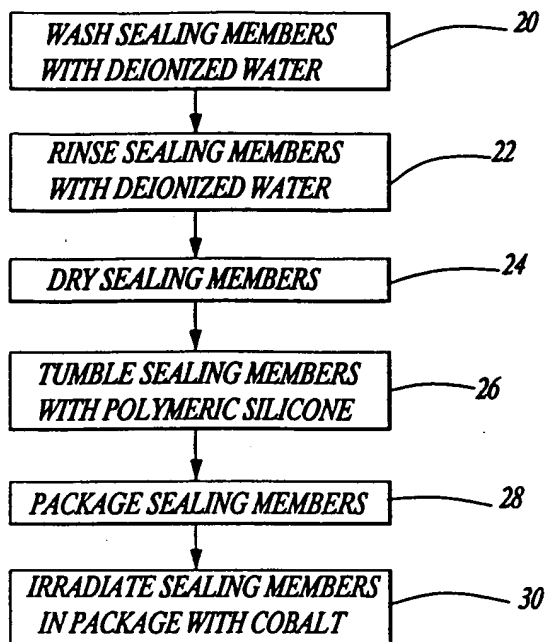 WASH SEALING MEMBERS
WITH DEIONIZED WATER
20
RINSE SEALING MEMBERS
WITH DEIONIZED WATER
22
DRY SEALING MEMBERS
24
TUMBLE SEALING MEMBERS
WITH POLYMERIC SILICONE
26
PACKAGE SEALING MEMBERS
28
IRRADIATE SEALING MEMBERS
IN PACKAGE WITH COBALT
30